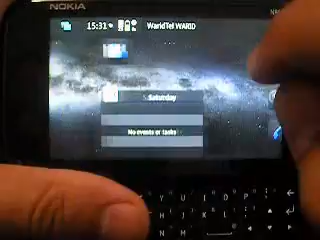 NOKIA
15:31 WaridTel WARID
Saturday
No events or tasks
Y U I O P
H J K L
N M